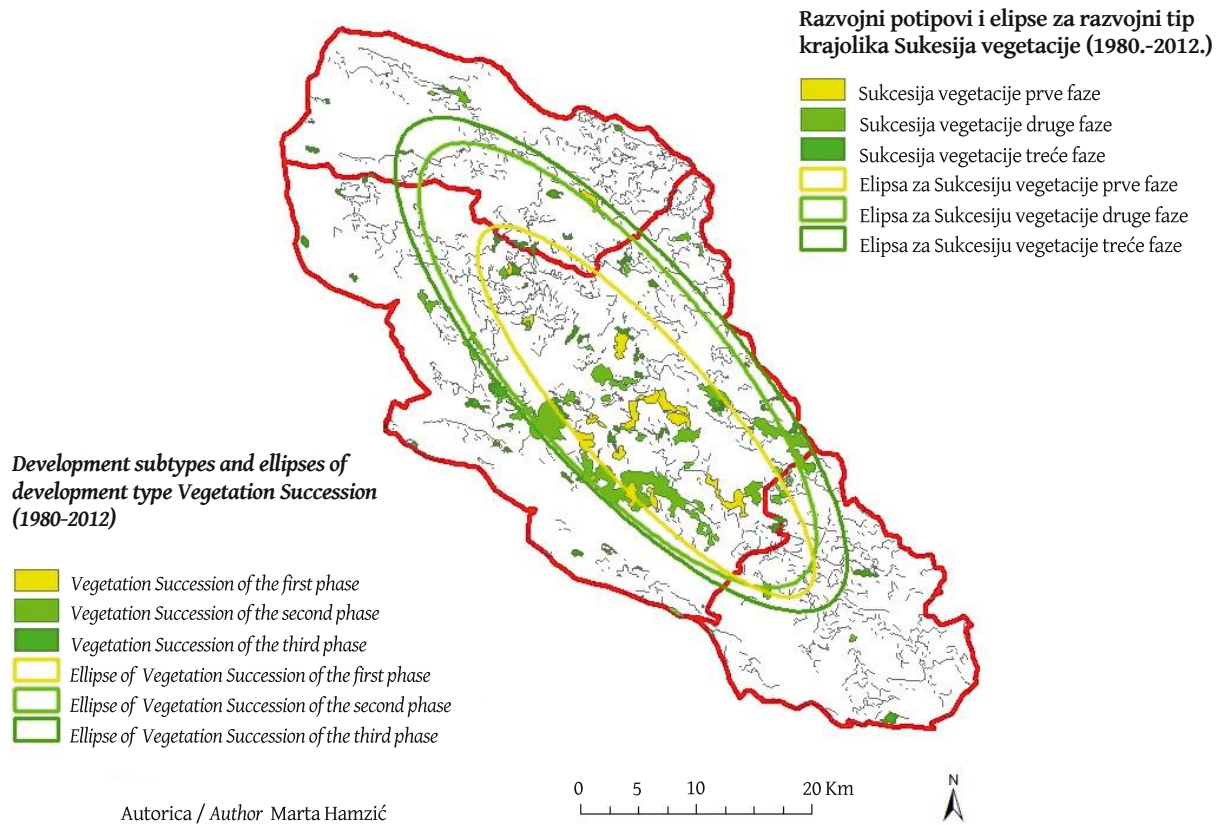 Razvojni potipovi i elipse za razvojni tip
krajolika Sukesija vegetacije (1980.-2012.)
Sukcesija vegetacije prve faze
Sukcesija vegetacije druge faze
Sukcesija vegetacije treće faze
Elipsa za Sukcesiju vegetacije prve faze
Elipsa za Sukcesiju vegetacije druge faze
Elipsa za Sukcesiju vegetacije treće faze
Development subtypes and ellipses of
development type Vegetation Succession
(1980-2012)
Vegetation Succession of the first phase
Vegetation Succession of the second phase
Vegetation Succession of the third phase
Ellipse of Vegetation Succession of the first phase
Ellipse of Vegetation Succession of the second phase
Ellipse of Vegetation Succession of the third phase
Autorica / Author Marta Hamzić
0 5 10 20 Km
N